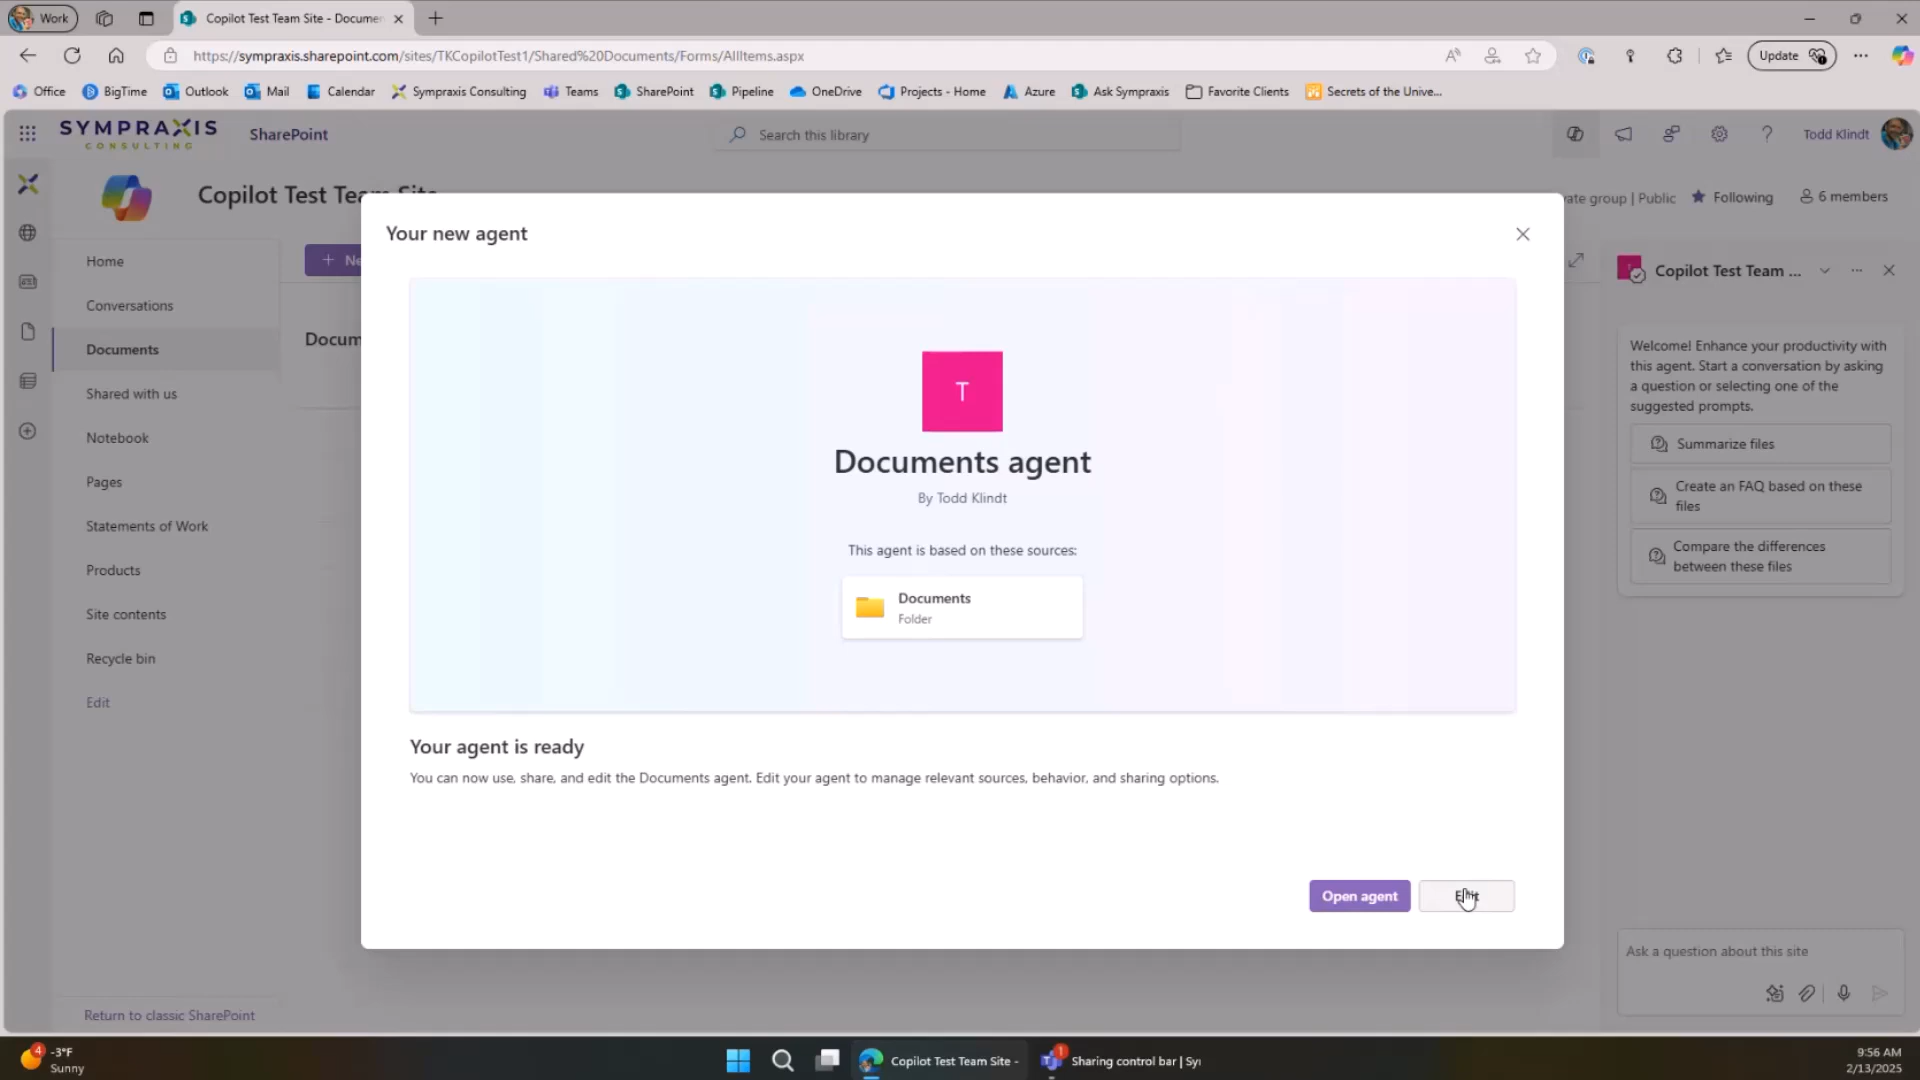 Work
Copilot Test Team Site - Documen
https://sympraxis.sharepoint.com/sites/TKCopilotTest1/Shared%20Documents/Forms/AllItems.aspx
Update
Office
BigTime
Outlook
Mail
Calendar
Sympraxis Consulting
Teams
SharePoint
Pipeline
OneDrive
Projects - Home
Azure
Ask Sympraxis
Favorite Clients
Secrets of the Unive...
SYMPRAXIS
CONSULTING
SharePoint
Search this library
Todd Klindt
Copilot Test Team Site
ate group | Public
Following
6 members
Home
Conversations
Documents
Shared with us
Notebook
Pages
Statements of Work
Products
Site contents
Recycle bin
Edit
Return to classic SharePoint
+ Ne
Docum
Your new agent
T
Documents agent
By Todd Klindt
This agent is based on these sources:
Documents
Folder
Your agent is ready
You can now use, share, and edit the Documents agent. Edit your agent to manage relevant sources, behavior, and sharing options.
Open agent
Edit
Copilot Test Team ...
Welcome! Enhance your productivity with
this agent. Start a conversation by asking
a question or selecting one of the
suggested prompts.
Summarize files
Create an FAQ based on these
files
Compare the differences
between these files
Ask a question about this site
4
-3°F
Sunny
Copilot Test Team Site -
1
Sharing control bar | Syı
9:56 AM
2/13/2025